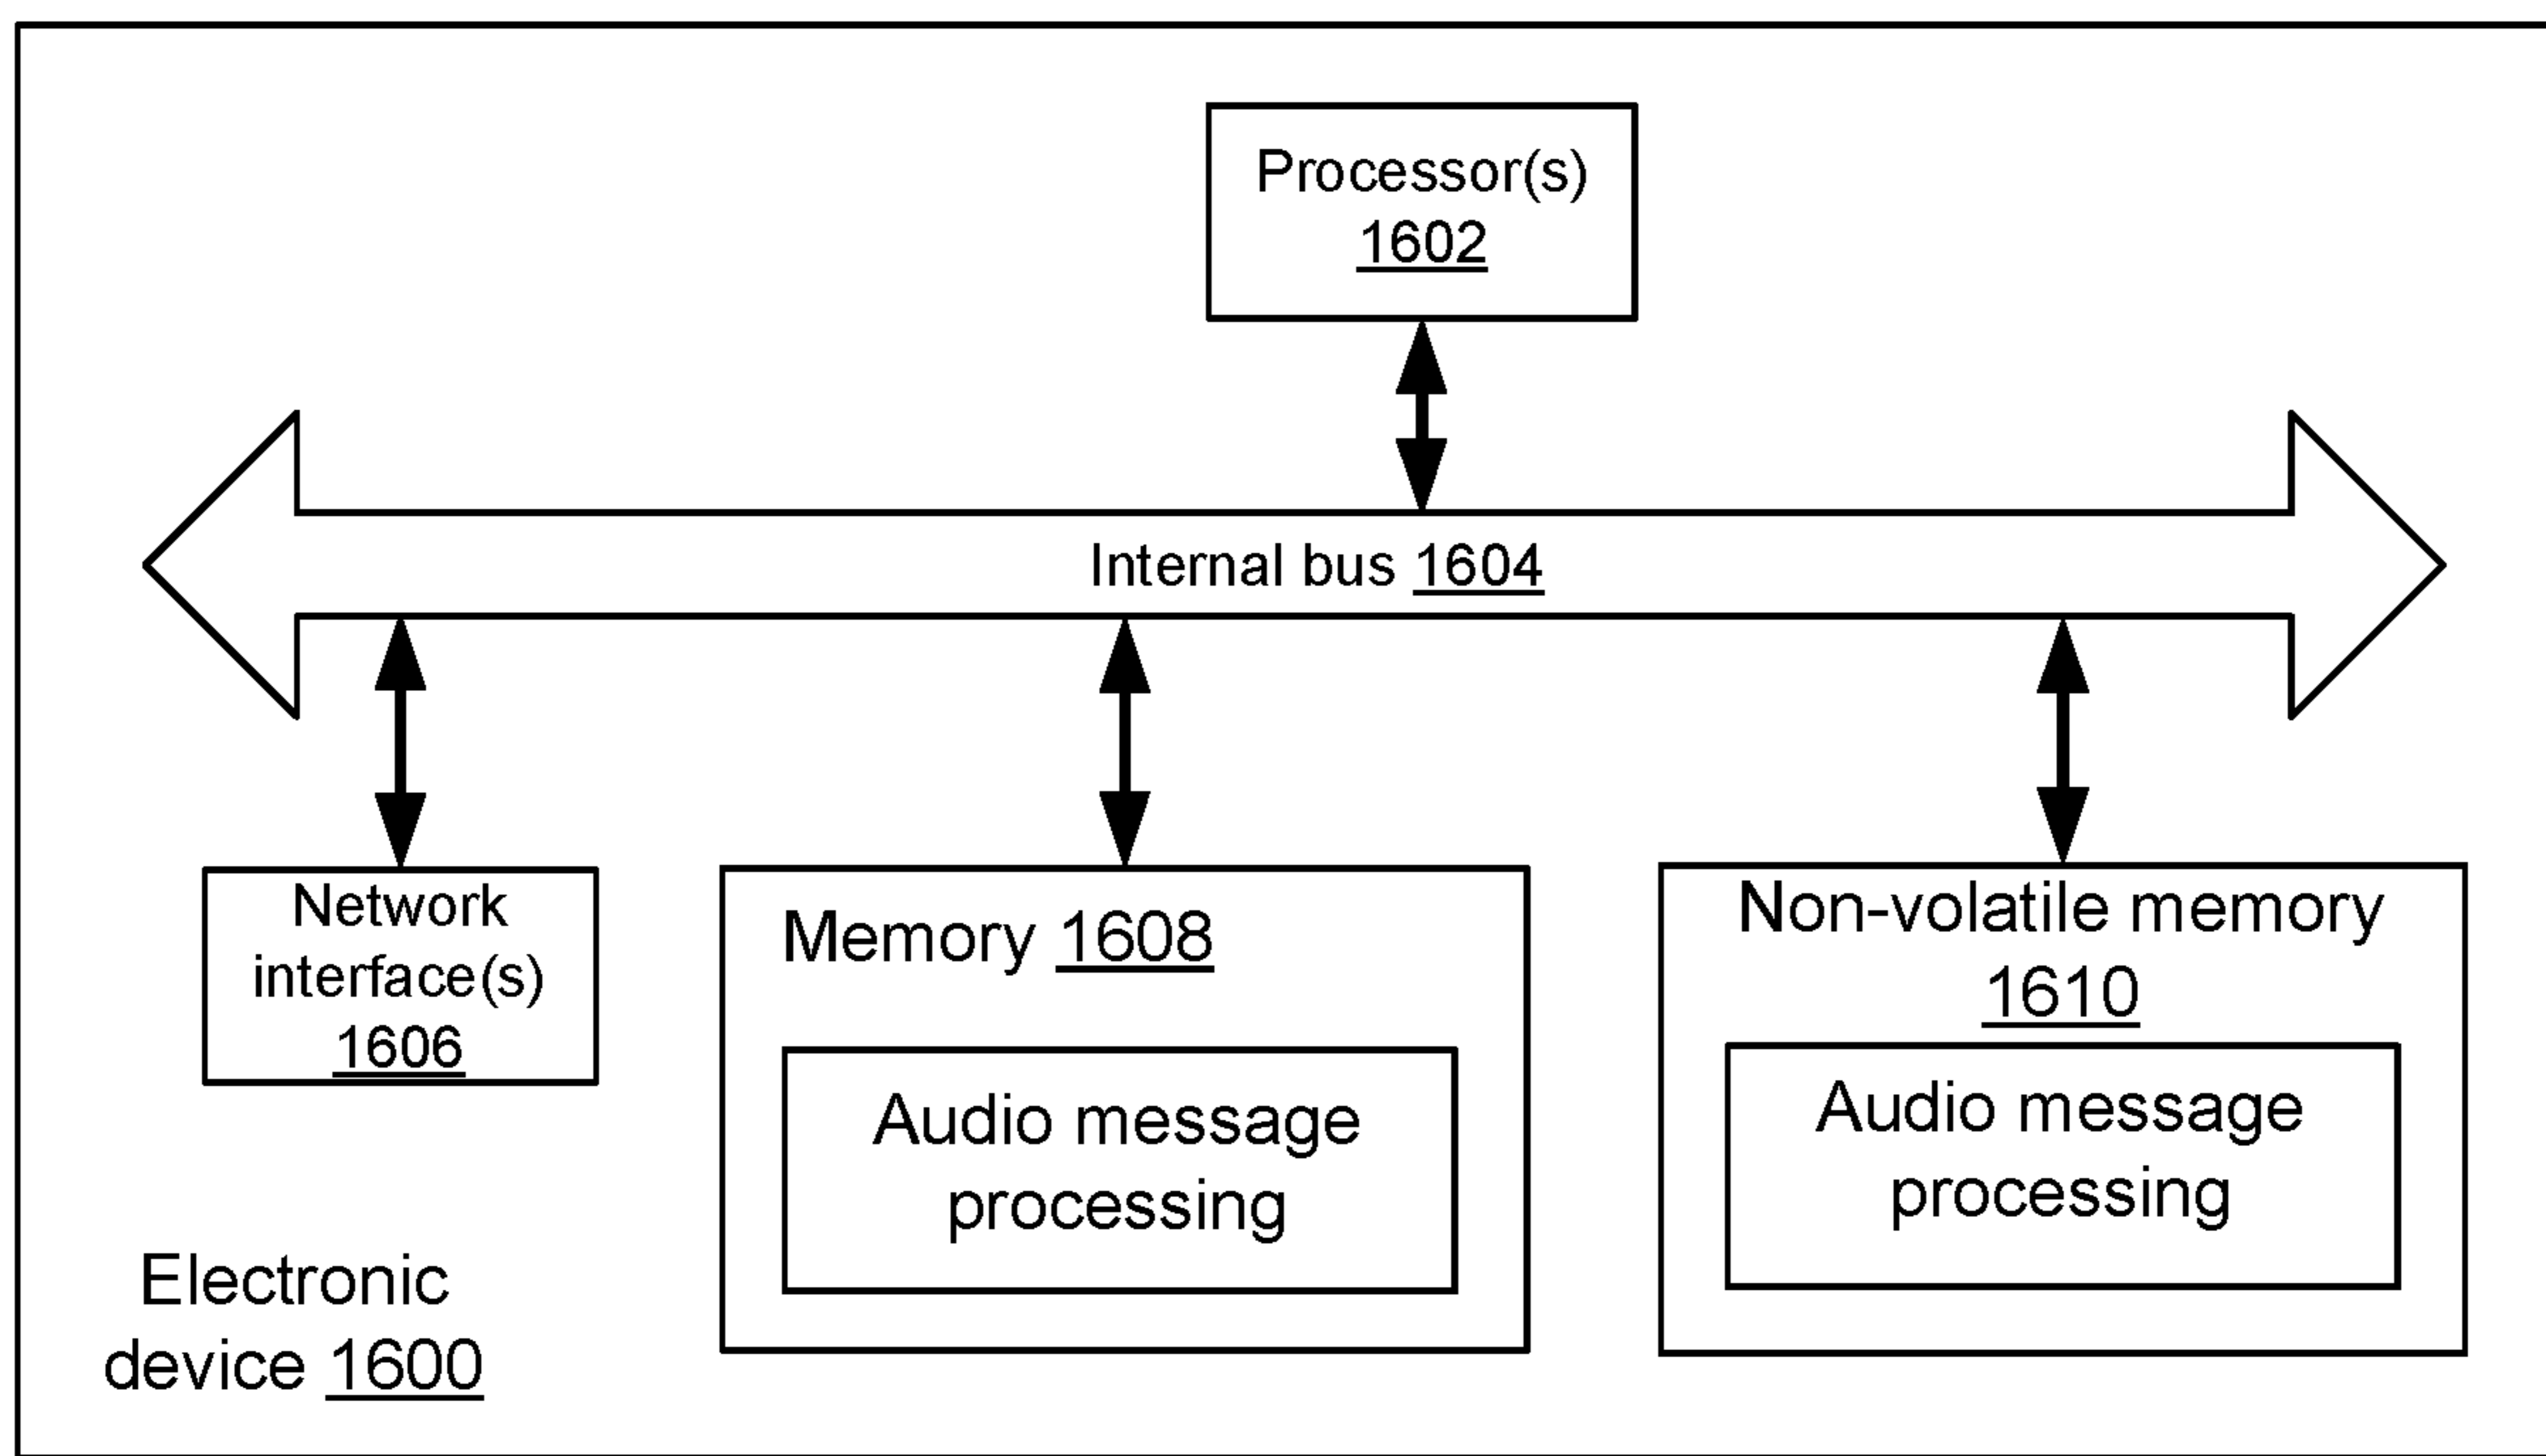 Processor(s)
1602
Internal bus 1604
Network
interface(s)
1606
Memory 1608
Audio message
processing
Non-volatile memory
1610
Audio message
processing
Electronic
device 1600